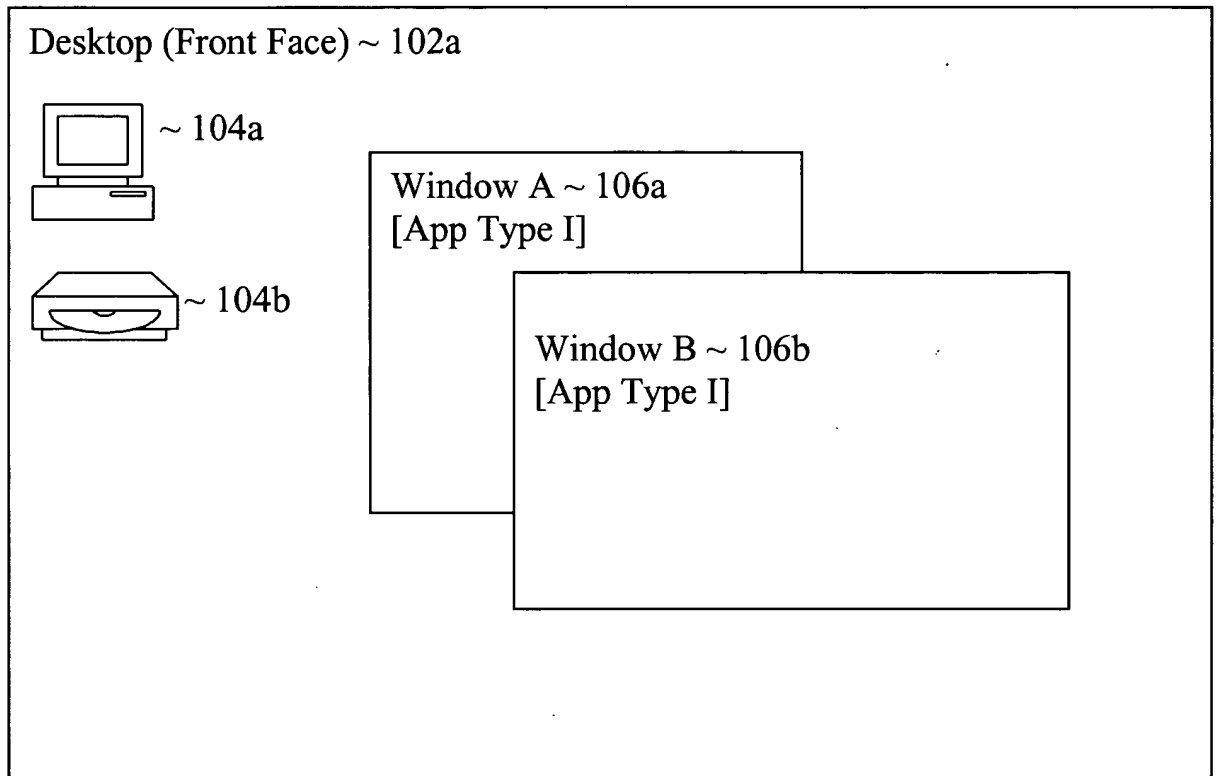 Desktop (Front Face) ~ 102a
~ 104a
Window A ~ 106a
[App Type I]
~ 104b
Window B ~ 106b
[App Type I]